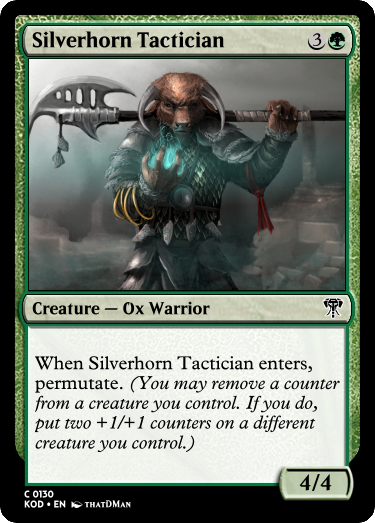 Silverhorn Tactician 3
Creature — Ox Warrior
When Silverhorn Tactician enters,
permutate. (You may remove a counter
from a creature you control. If you do,
put two +1/+1 counters on a different
creature you control.)
4/4
C 0130
KOD • EN thatDMan